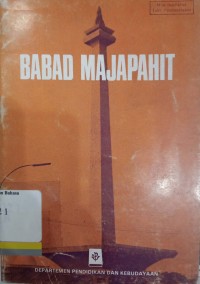 BABAD MAJAPAHIT
DEPARTEMEN PENDIDIKAN DAN KEBUDAYAAN